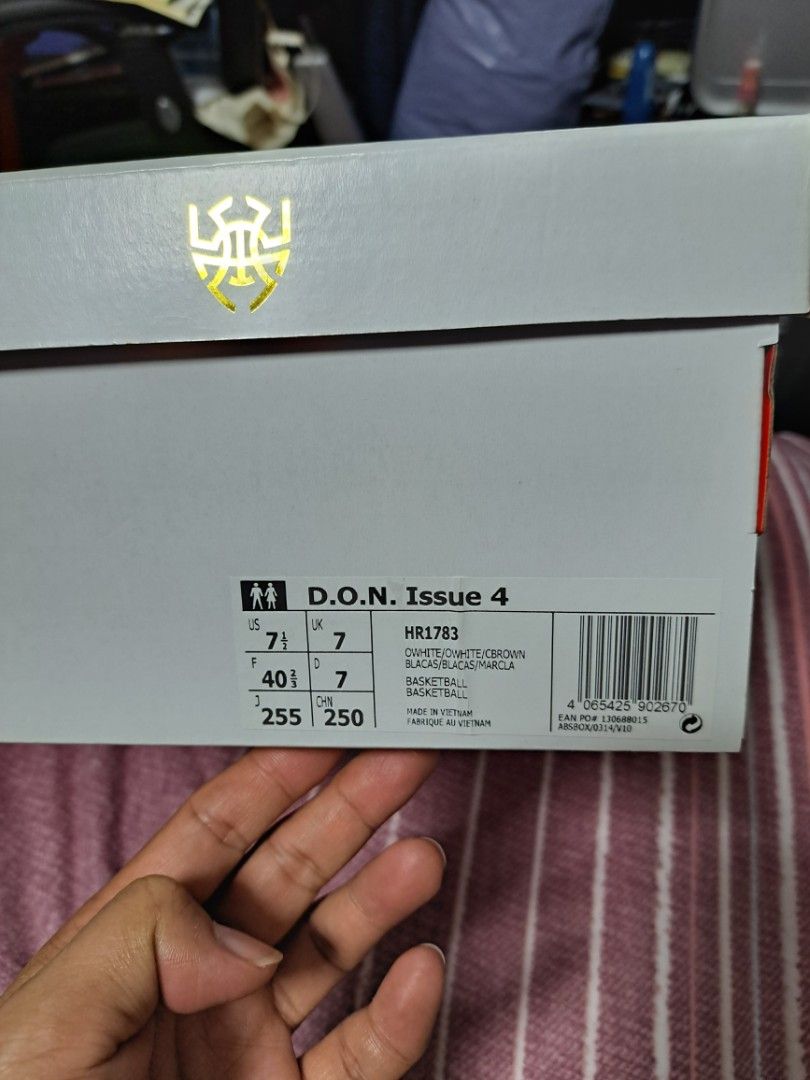 D.O.N. Issue 4
US 7½ UK 7
F 40⅔ D 7
J 255 CHN 250
HR1783
OWHITE/OWHITE/CBROWN
BLACAS/BLACAS/MARCLA
BASKETBALL
BASKETBALL
MADE IN VIETNAM
FABRIQUE AU VIETNAM
4 065425 902670
EAN PO# 130688015
ABSBOX/0314/V10